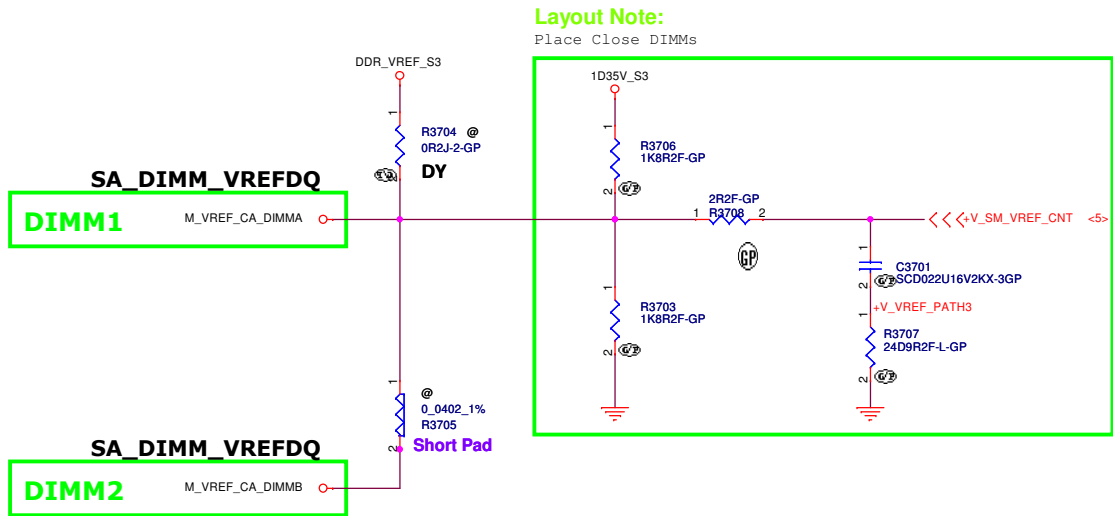 Layout Note:
Place Close DIMMs
DDR_VREF_S3
1D35V_S3
1
R3704 @
0R2J-2-GP
DY
2
1
R3706
1K8R2F-GP
2
G/P
SA_DIMM_VREFDQ
DIMM1
M_VREF_CA_DIMMA
2R2F-GP
1 R3708 2
GP
+V_SM_VREF_CNT <5>
1
C3701
SCD022U16V2KX-3GP
2
G/P
+V_VREF_PATH3
1
R3703
1K8R2F-GP
2
G/P
1
R3707
24D9R2F-L-GP
2
G/P
1
@
0_0402_1%
R3705
2
Short Pad
SA_DIMM_VREFDQ
DIMM2
M_VREF_CA_DIMMB